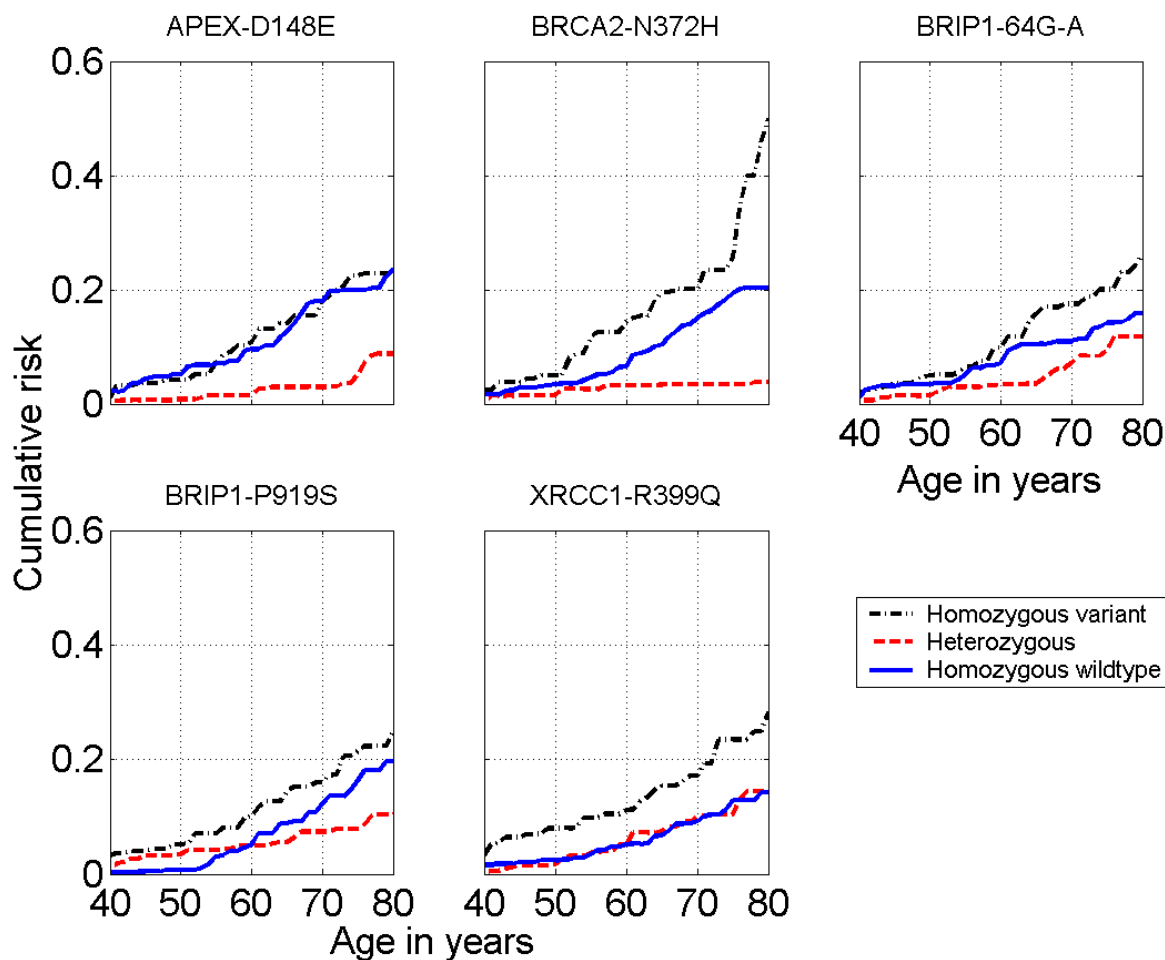 APEX-D148E
BRCA2-N372H
BRIP1-64G-A
0.6
0.4
0.2
0
40 50 60 70 80
Age in years
Cumulative risk
BRIP1-P919S
XRCC1-R399Q
0.6
0.4
0.2
0
40 50 60 70 80
40 50 60 70 80
Age in years
Homozygous variant
Heterozygous
Homozygous wildtype